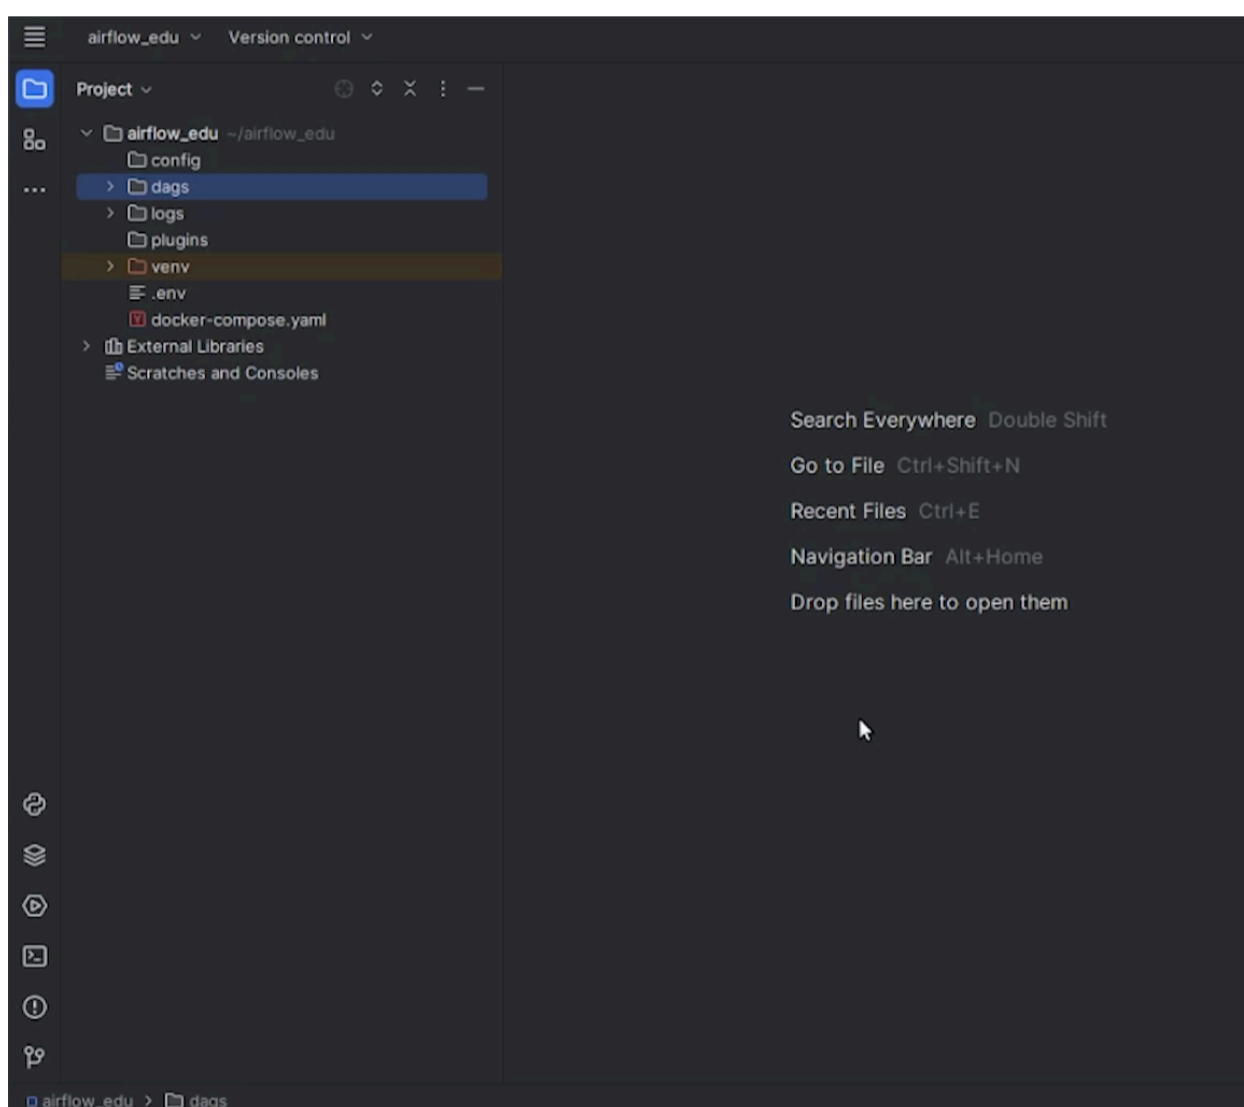 airflow_edu Version control
Project
airflow_edu ~/airflow_edu
config
dags
logs
plugins
venv
.env
docker-compose.yaml
External Libraries
Scratches and Consoles
Search Everywhere Double Shift
Go to File Ctrl+Shift+N
Recent Files Ctrl+E
Navigation Bar Alt+Home
Drop files here to open them
airflow_edu > dags